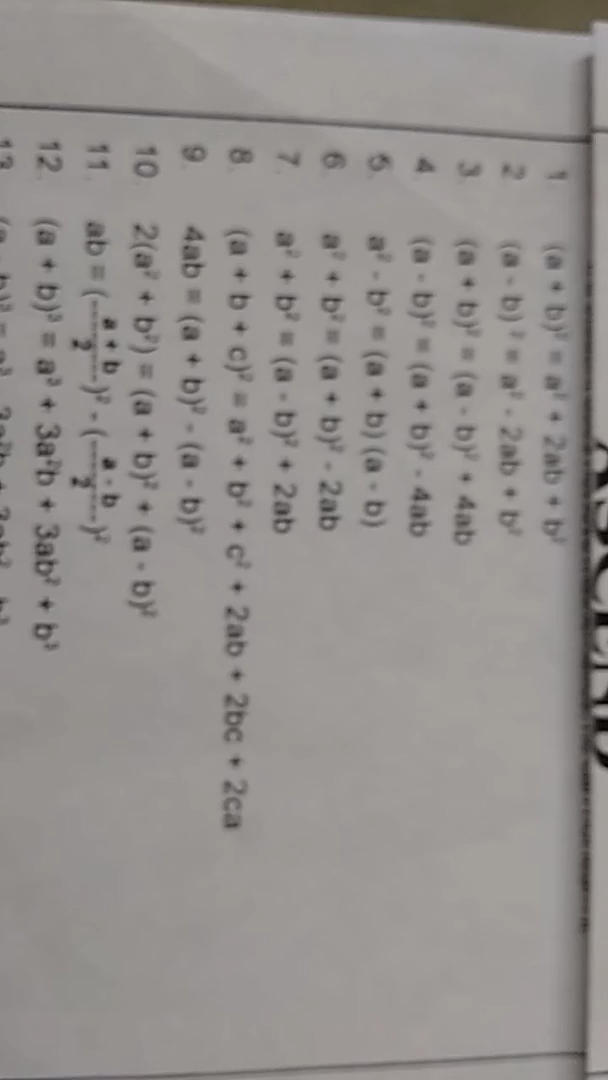 1. (a + b)² = a² + 2ab + b²
2. (a - b)² = a² - 2ab + b²
3. (a + b)² = (a - b)² + 4ab
4. (a - b)² = (a + b)² - 4ab
5. a² - b² = (a + b) (a - b)
6. a² + b² = (a + b)² - 2ab
7. a² + b² = (a - b)² + 2ab
8. (a + b + c)² = a² + b² + c² + 2ab + 2bc + 2ca
9. 4ab = (a + b)² - (a - b)²
10. 2(a² + b²) = (a + b)² + (a - b)²
11. ab = (a + b/2)² - (a - b/2)²
12. (a + b)³ = a³ + 3a²b + 3ab² + b³